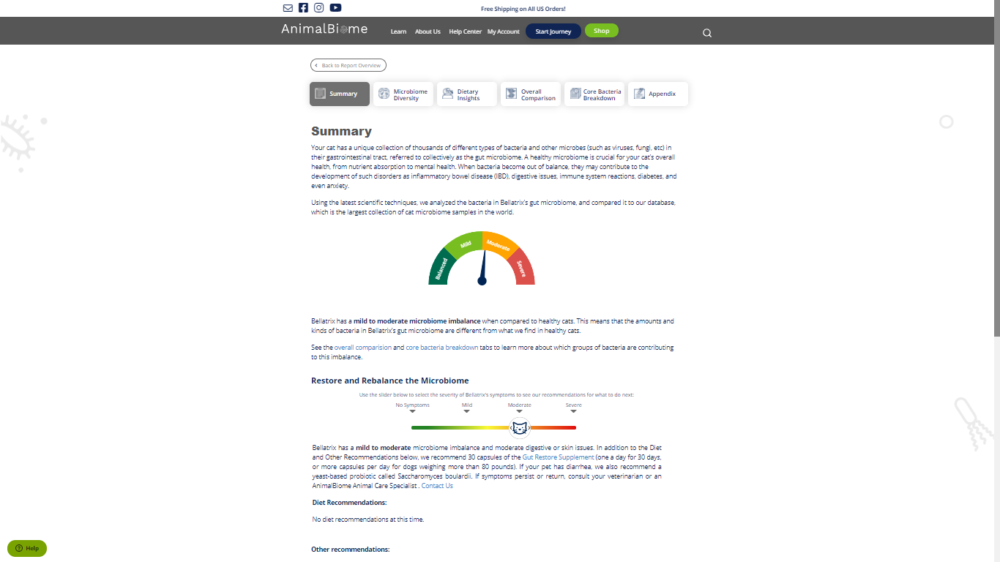 Free Shipping on All US Orders!
AnimalBiome
Learn About Us Help Center My Account Start Journey Shop
Back to Report Overview
Summary
Microbiome Diversity
Dietary Insights
Overall Comparison
Core Bacteria Breakdown
Appendix
Summary
Your cat has a unique collection of thousands of different types of bacteria and other microbes (such as viruses, fungi, etc) in
their gastrointestinal tract, referred to collectively as the gut microbiome. A healthy microbiome is crucial for your cat's overall
health, from nutrient absorption to mental health. When bacteria become out of balance, they may contribute to the
development of such disorders as inflammatory bowel disease (IBD), digestive issues, immune system reactions, diabetes, and
even anxiety.
Using the latest scientific techniques, we analyzed the bacteria in Bellatrix's gut microbiome, and compared it to our database,
which is the largest collection of cat microbiome samples in the world.
Balanced
Mild
Moderate
Severe
Bellatrix has a mild to moderate microbiome imbalance when compared to healthy cats. This means that the amounts and
kinds of bacteria in Bellatrix's gut microbiome are different from what we find in healthy cats.
See the overall comparision and core bacteria breakdown tabs to learn more about which groups of bacteria are contributing
to this imbalance.
Restore and Rebalance the Microbiome
Use the slider below to select the severity of Bellatrix's symptoms to see our recommendations for what to do next:
No Symptoms Mild Moderate Severe
Bellatrix has a mild to moderate microbiome imbalance and moderate digestive or skin issues. In addition to the Diet
and Other Recommendations below, we recommend 30 capsules of the Gut Restore Supplement (one a day for 30 days,
or more capsules per day for dogs weighing more than 80 pounds). If your pet has diarrhea, we also recommend a
yeast-based probiotic called Saccharomyces boulardii. If symptoms persist or return, consult your veterinarian or an
AnimalBiome Animal Care Specialist . Contact Us
Diet Recommendations:
No diet recommendations at this time.
Other recommendations:
Help